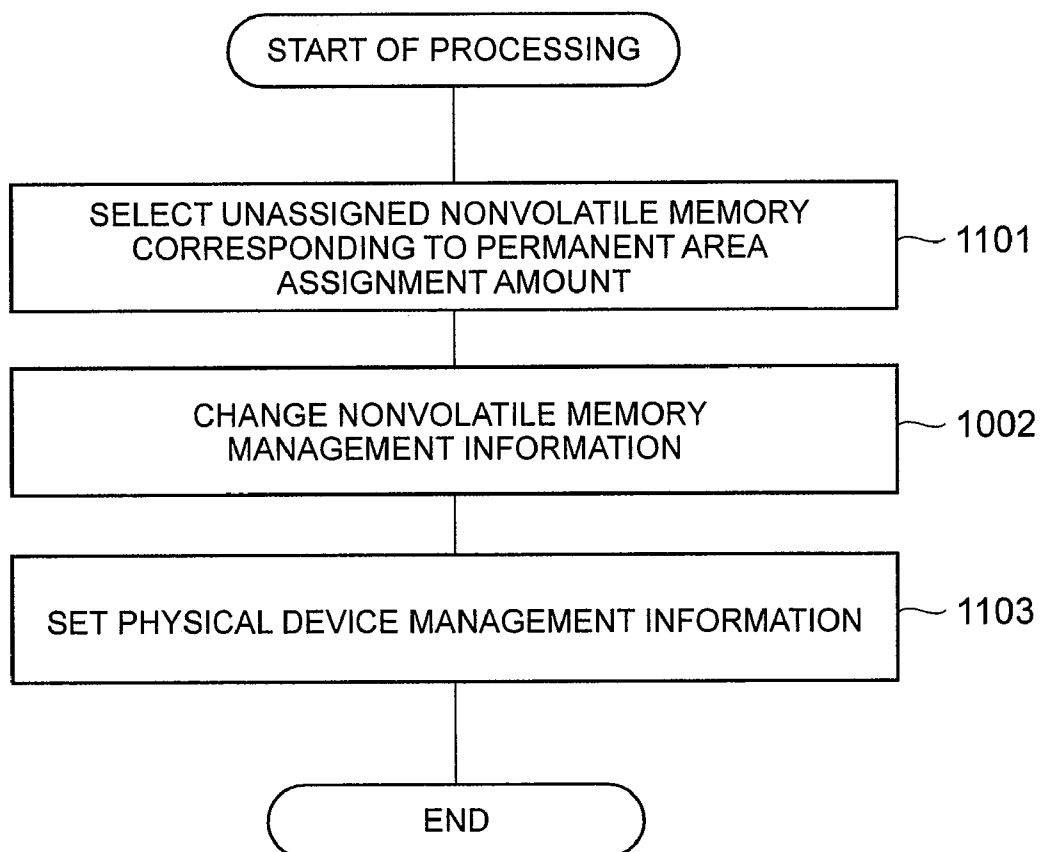 START OF PROCESSING
SELECT UNASSIGNED NONVOLATILE MEMORY
CORRESPONDING TO PERMANENT AREA
ASSIGNMENT AMOUNT
1101
CHANGE NONVOLATILE MEMORY
MANAGEMENT INFORMATION
1002
SET PHYSICAL DEVICE MANAGEMENT INFORMATION
1103
END